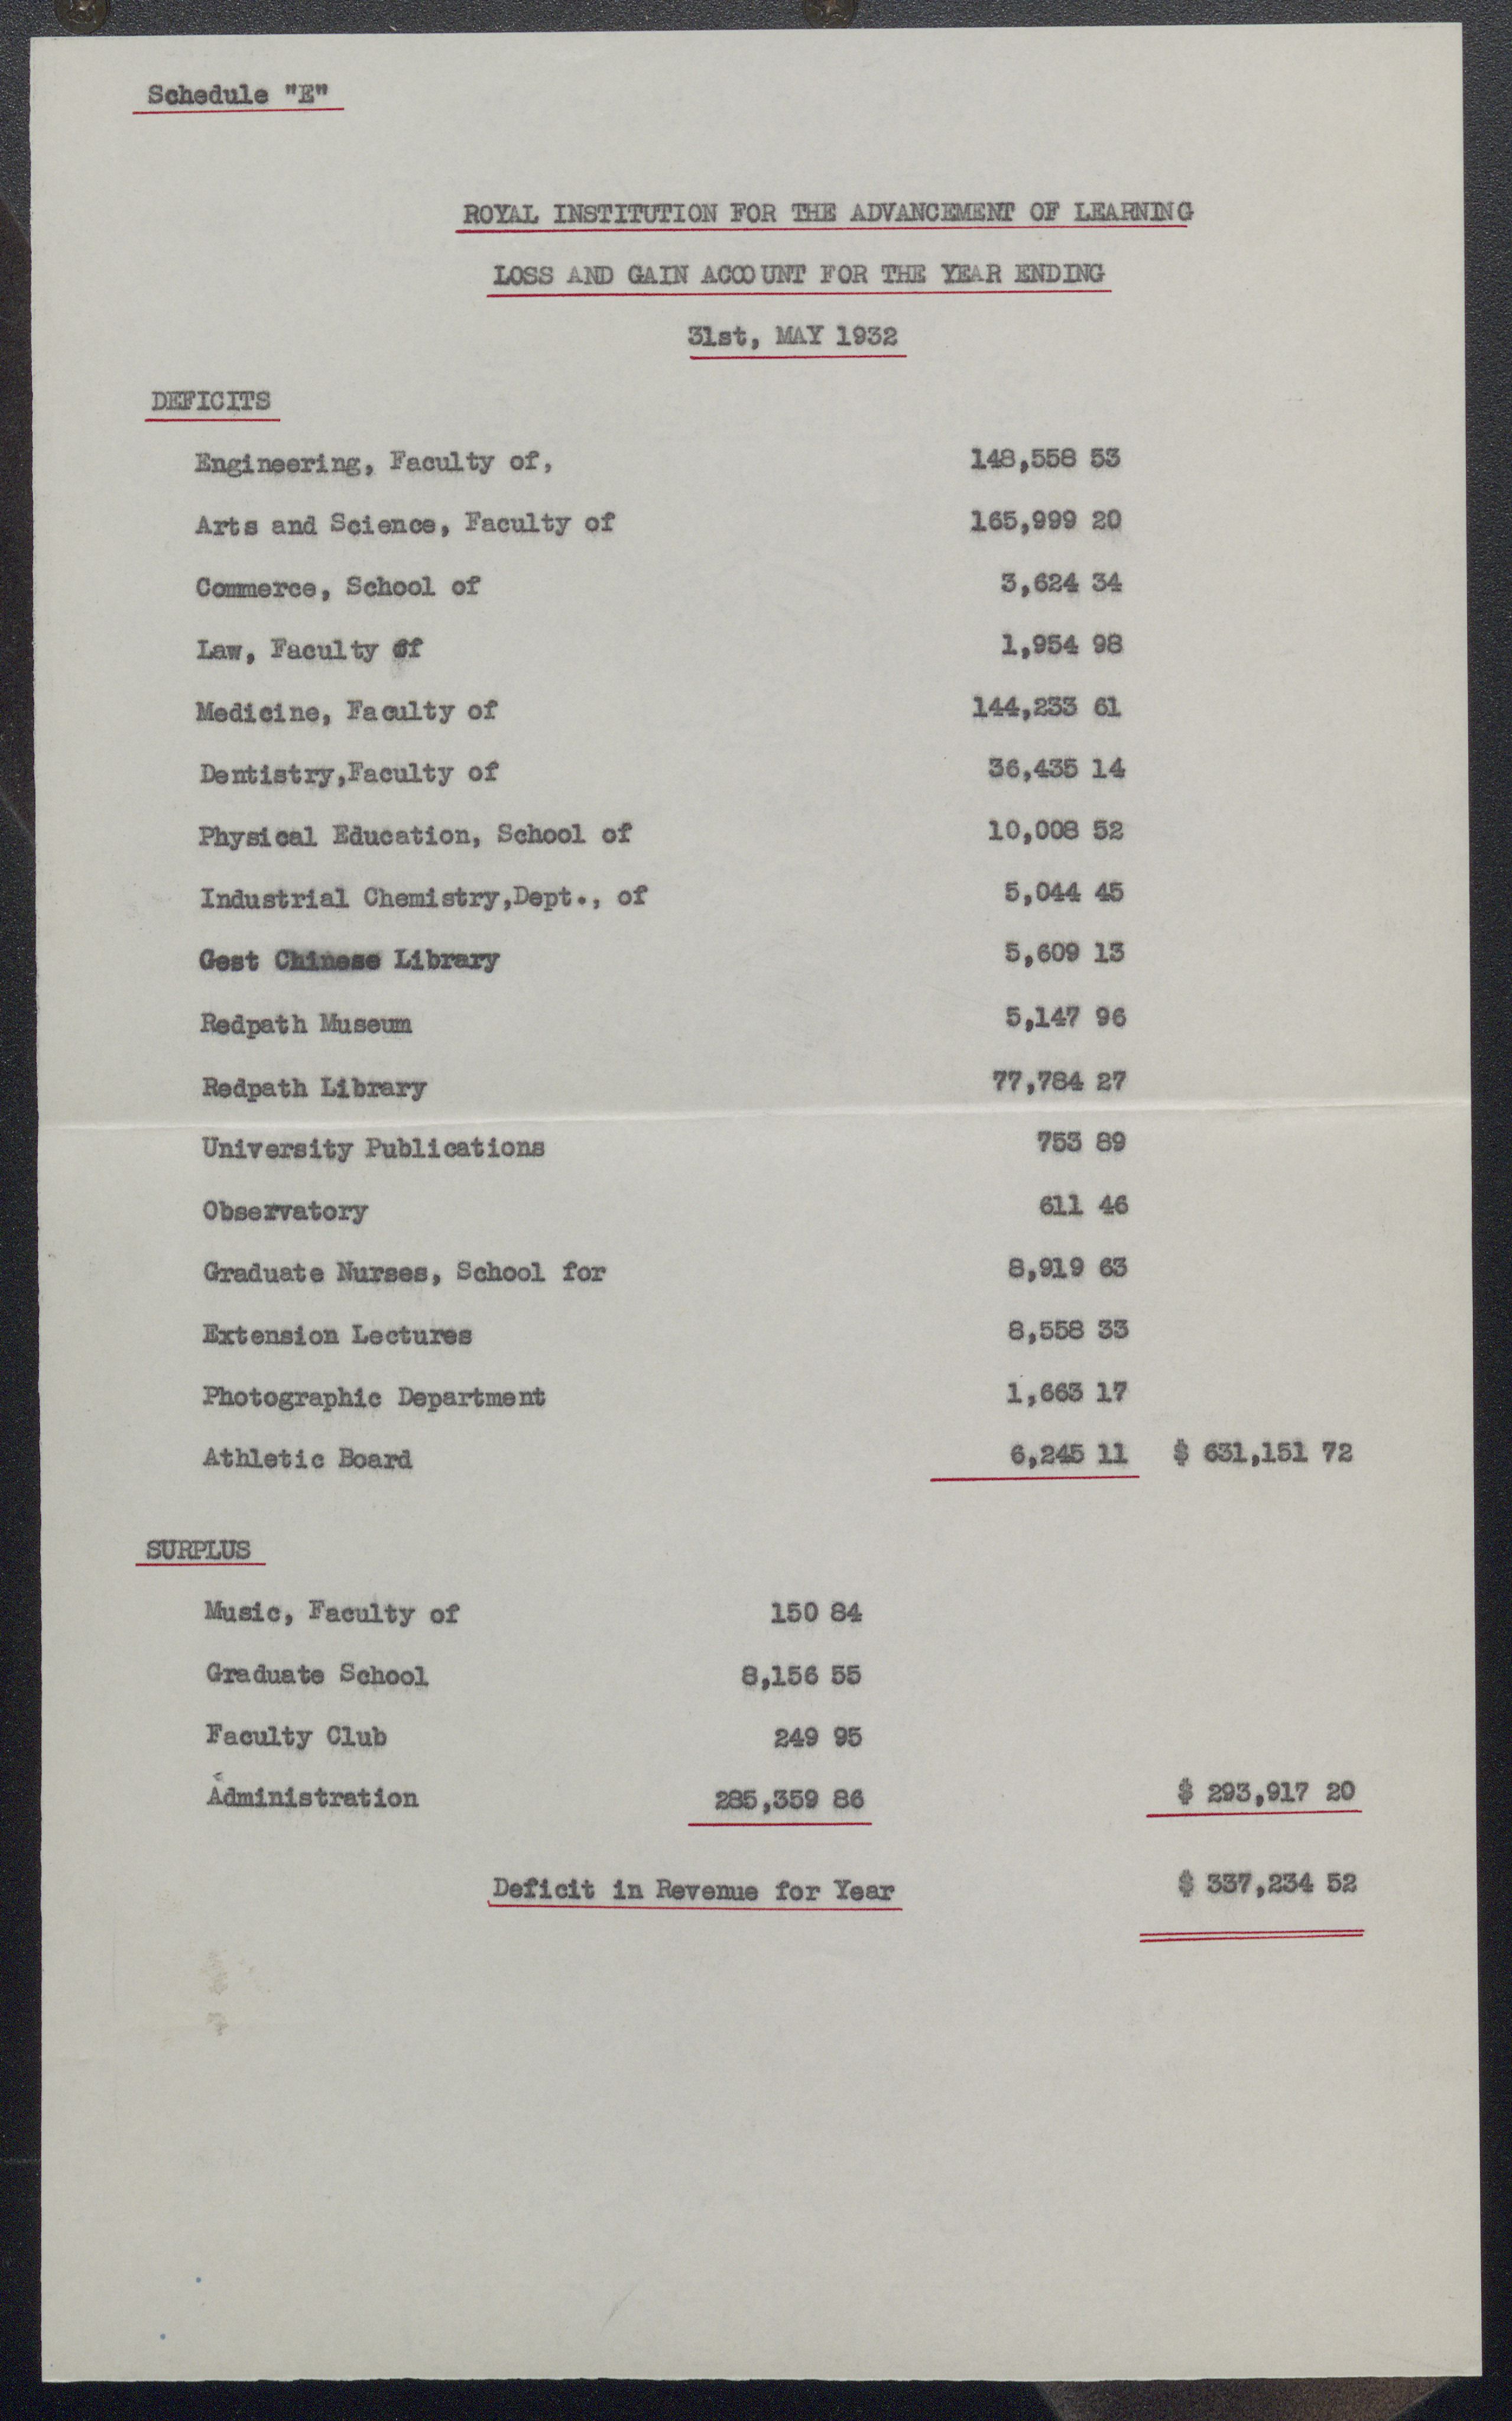 Schedule "E"
ROYAL INSTITUTION FOR THE ADVANCEMENT OF LEARNING
LOSS AND GAIN ACCOUNT FOR THE YEAR ENDING
31st, MAY 1932
DEFICITS
Engineering, Faculty of, 148,558 53
Arts and Science, Faculty of 165,999 20
Commerce, School of 3,624 34
Law, Faculty of 1,954 98
Medicine, Faculty of 144,233 61
Dentistry,Faculty of 36,435 14
Physical Education, School of 10,008 52
Industrial Chemistry,Dept., of 5,044 45
Gest Chinese Library 5,609 13
Redpath Museum 5,147 96
Redpath Library 77,784 27
University Publications 753 89
Observatory 611 46
Graduate Nurses, School for 8,919 63
Extension Lectures 8,558 33
Photographic Department 1,663 17
Athletic Board 6,245 11 $ 631,151 72
SURPLUS
Music, Faculty of 150 84
Graduate School 8,156 55
Faculty Club 249 95
Administration 285,359 86 $ 293,917 20
Deficit in Revenue for Year $ 337,234 52